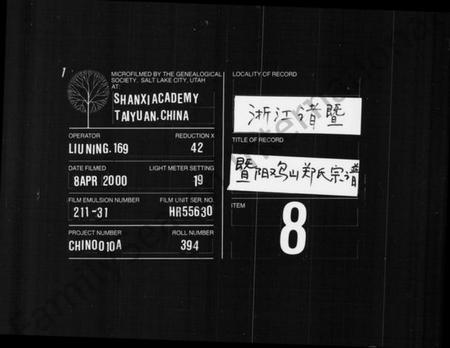 1
MICROFILMED BY THE GENEALOGICAL
SOCIETY, SALT LAKE CITY, UTAH
AT:
SHANXI ACADEMY
TAIYUAN, CHINA
OPERATOR
REDUCTION X
LIU NING. 169
42
DATE FILMED
LIGHT METER SETTING
8 APR 2000
19
FILM EMULSION NUMBER
FILM UNIT SER. NO.
211-31
HR55630
PROJECT NUMBER
ROLL NUMBER
CHIN0010A
394
LOCALITY OF RECORD
浙江渚暨
TITLE OF RECORD
暨阳鸡山郑氏宗谱
ITEM
8